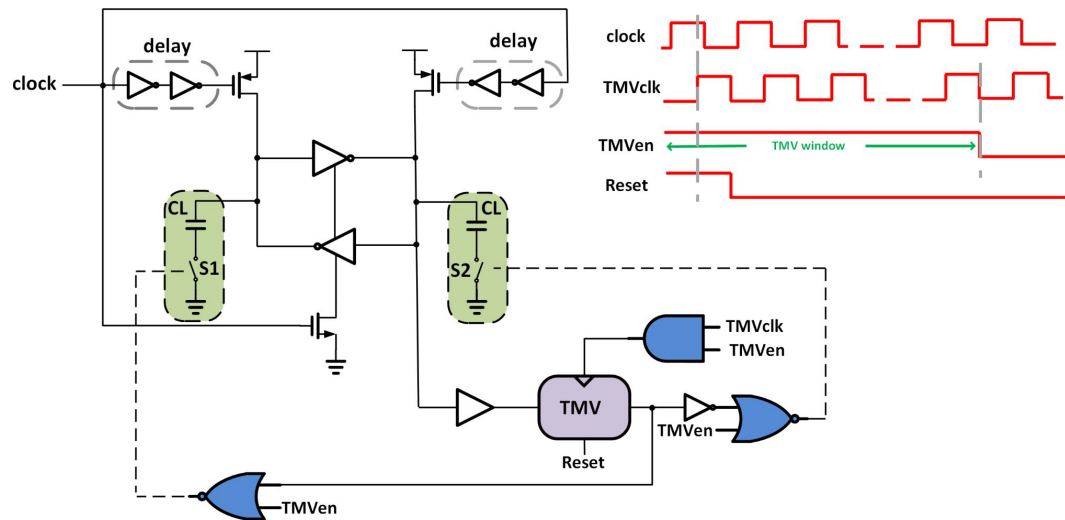 clock
delay
delay
CL
S1
CL
S2
TMVclk
TMVen
TMV
Reset
TMVen
TMVen
clock
TMVclk
TMVen
TMV window
Reset